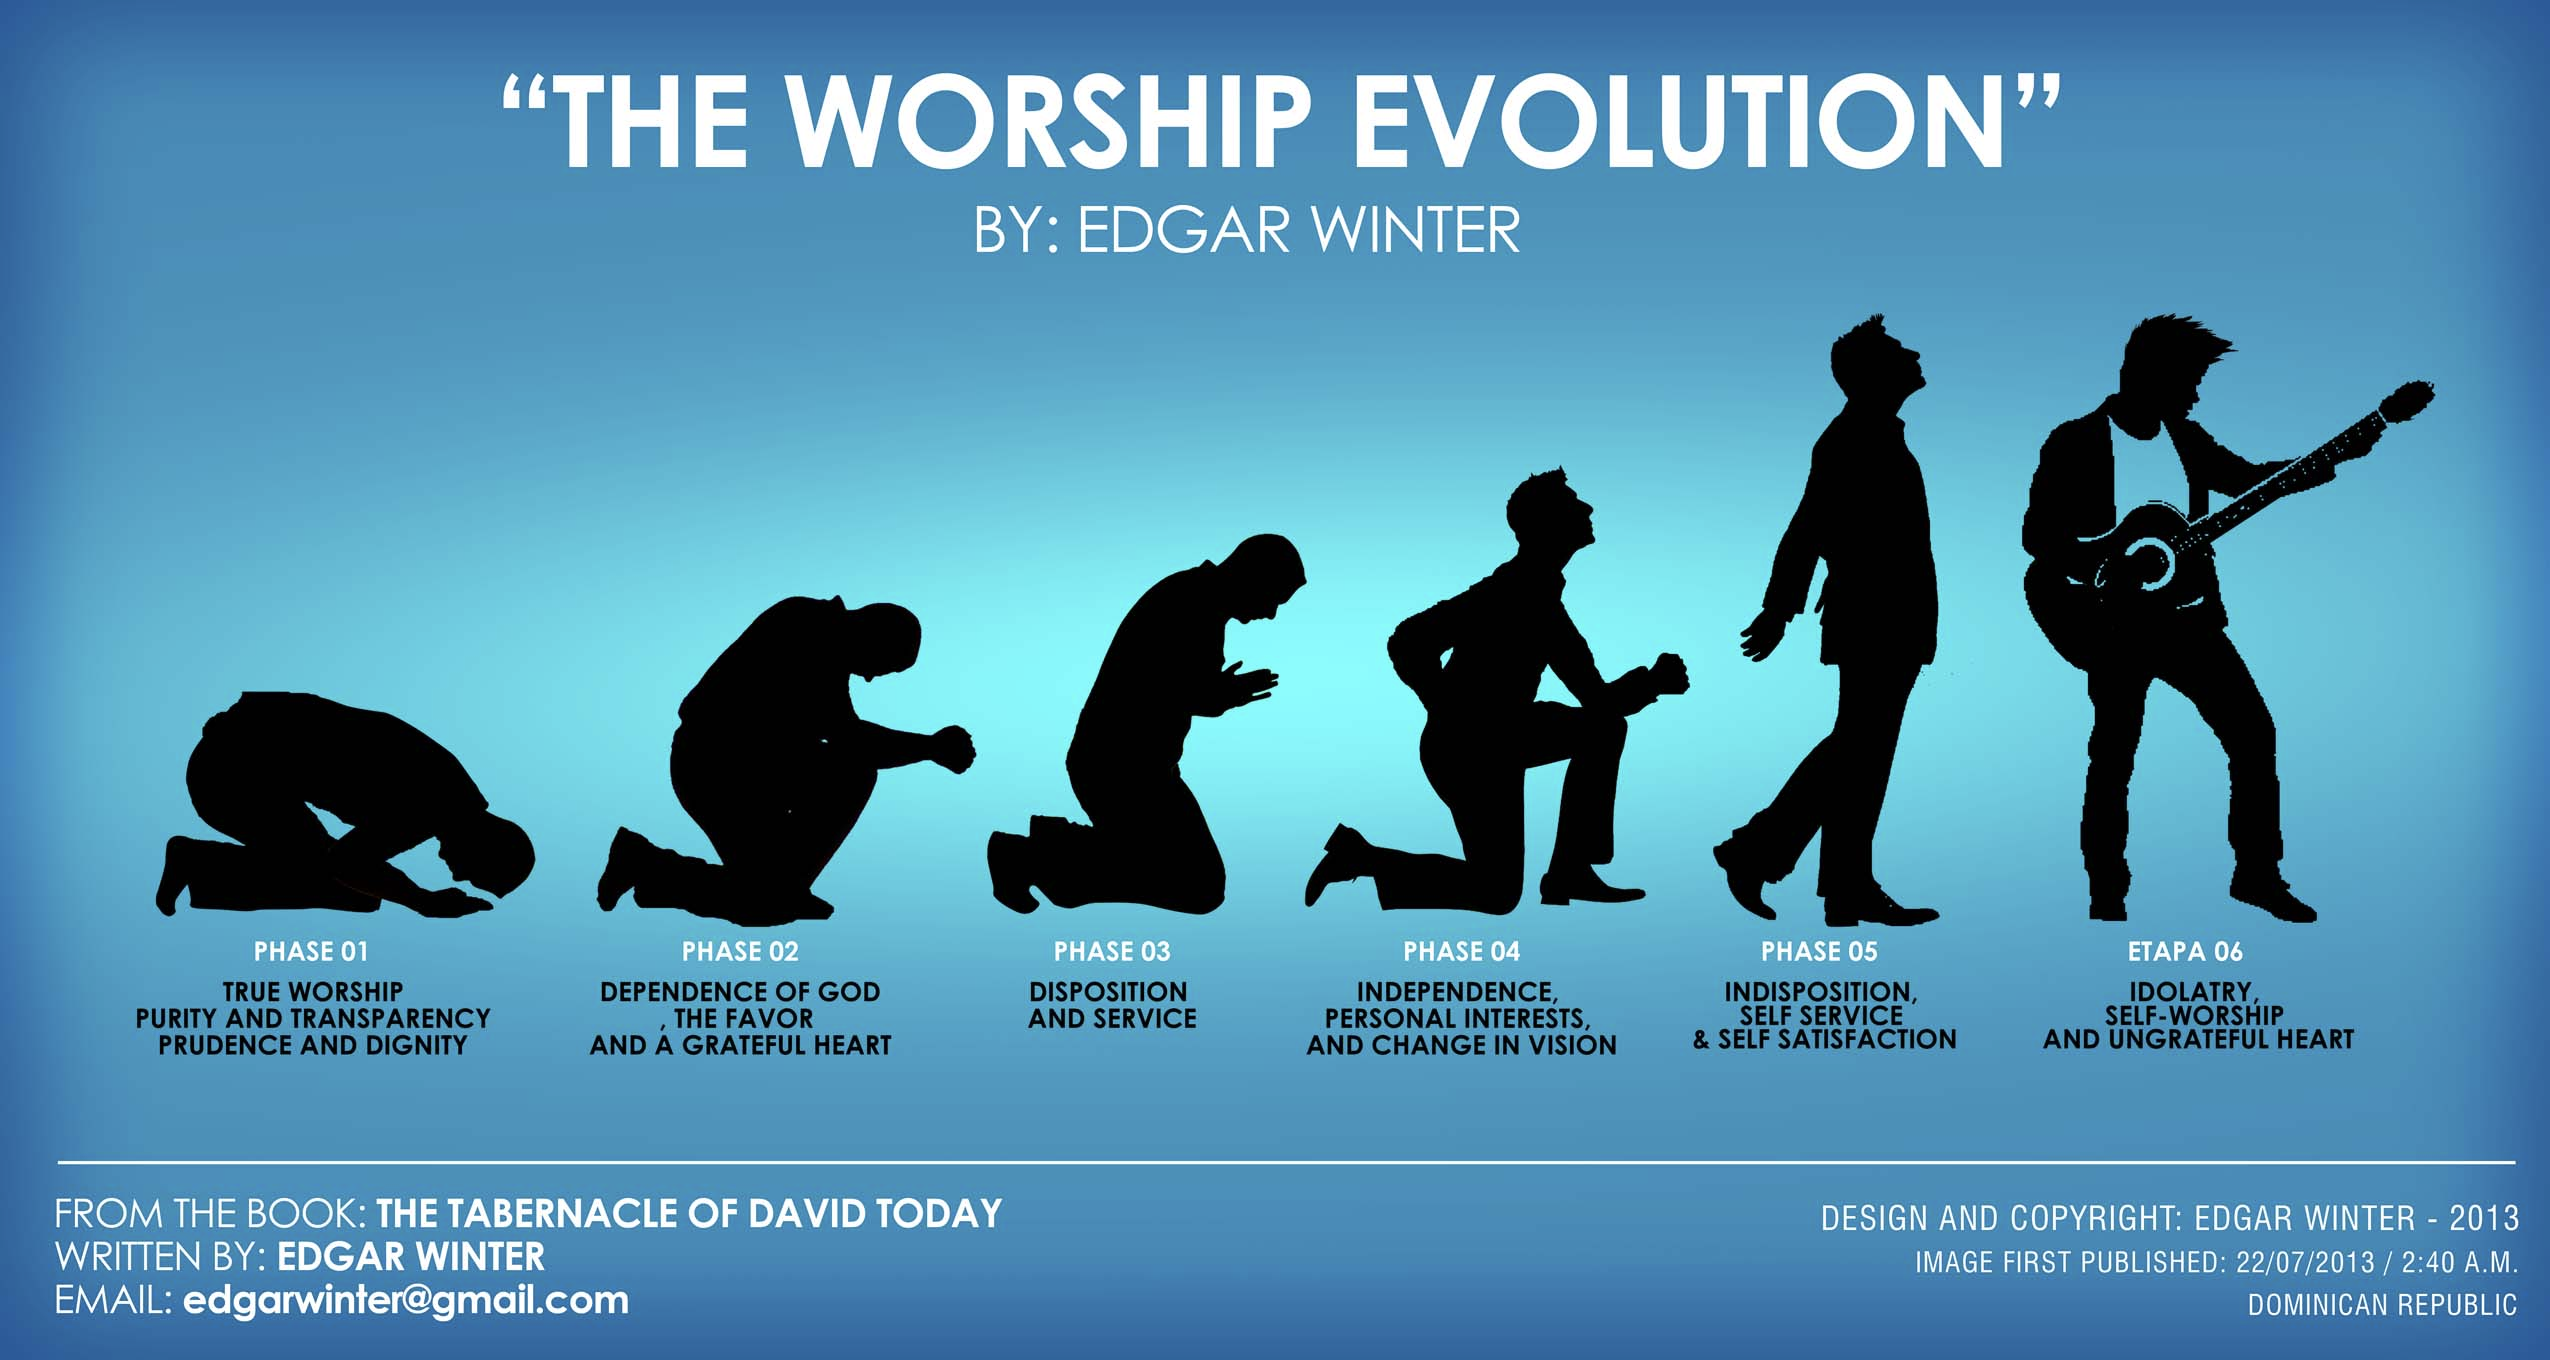 “THE WORSHIP EVOLUTION”
BY: EDGAR WINTER
PHASE 01
TRUE WORSHIP
PURITY AND TRANSPARENCY
PRUDENCE AND DIGNITY
PHASE 02
DEPENDENCE OF GOD
, THE FAVOR
AND A GRATEFUL HEART
PHASE 03
DISPOSITION
AND SERVICE
PHASE 04
INDEPENDENCE,
PERSONAL INTERESTS,
AND CHANGE IN VISION
PHASE 05
INDISPOSITION,
SELF SERVICE
& SELF SATISFACTION
ETAPA 06
IDOLATRY,
SELF-WORSHIP
AND UNGRATEFUL HEART
FROM THE BOOK: THE TABERNACLE OF DAVID TODAY
WRITTEN BY: EDGAR WINTER
EMAIL: edgarwinter@gmail.com
DESIGN AND COPYRIGHT: EDGAR WINTER - 2013
IMAGE FIRST PUBLISHED: 22/07/2013 / 2:40 A.M.
DOMINICAN REPUBLIC